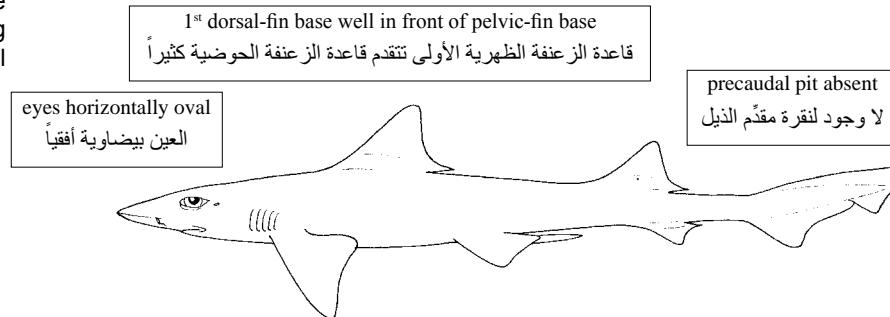 e
g
l
1st dorsal-fin base well in front of pelvic-fin base
قاعدة الزعنفة الظهرية الأولى تتقدم قاعدة الزعنفة الحوضية كثيراً
eyes horizontally oval
العين بيضاوية أفقياً
precaudal pit absent
لا وجود لنقرة مقدِّم الذيل